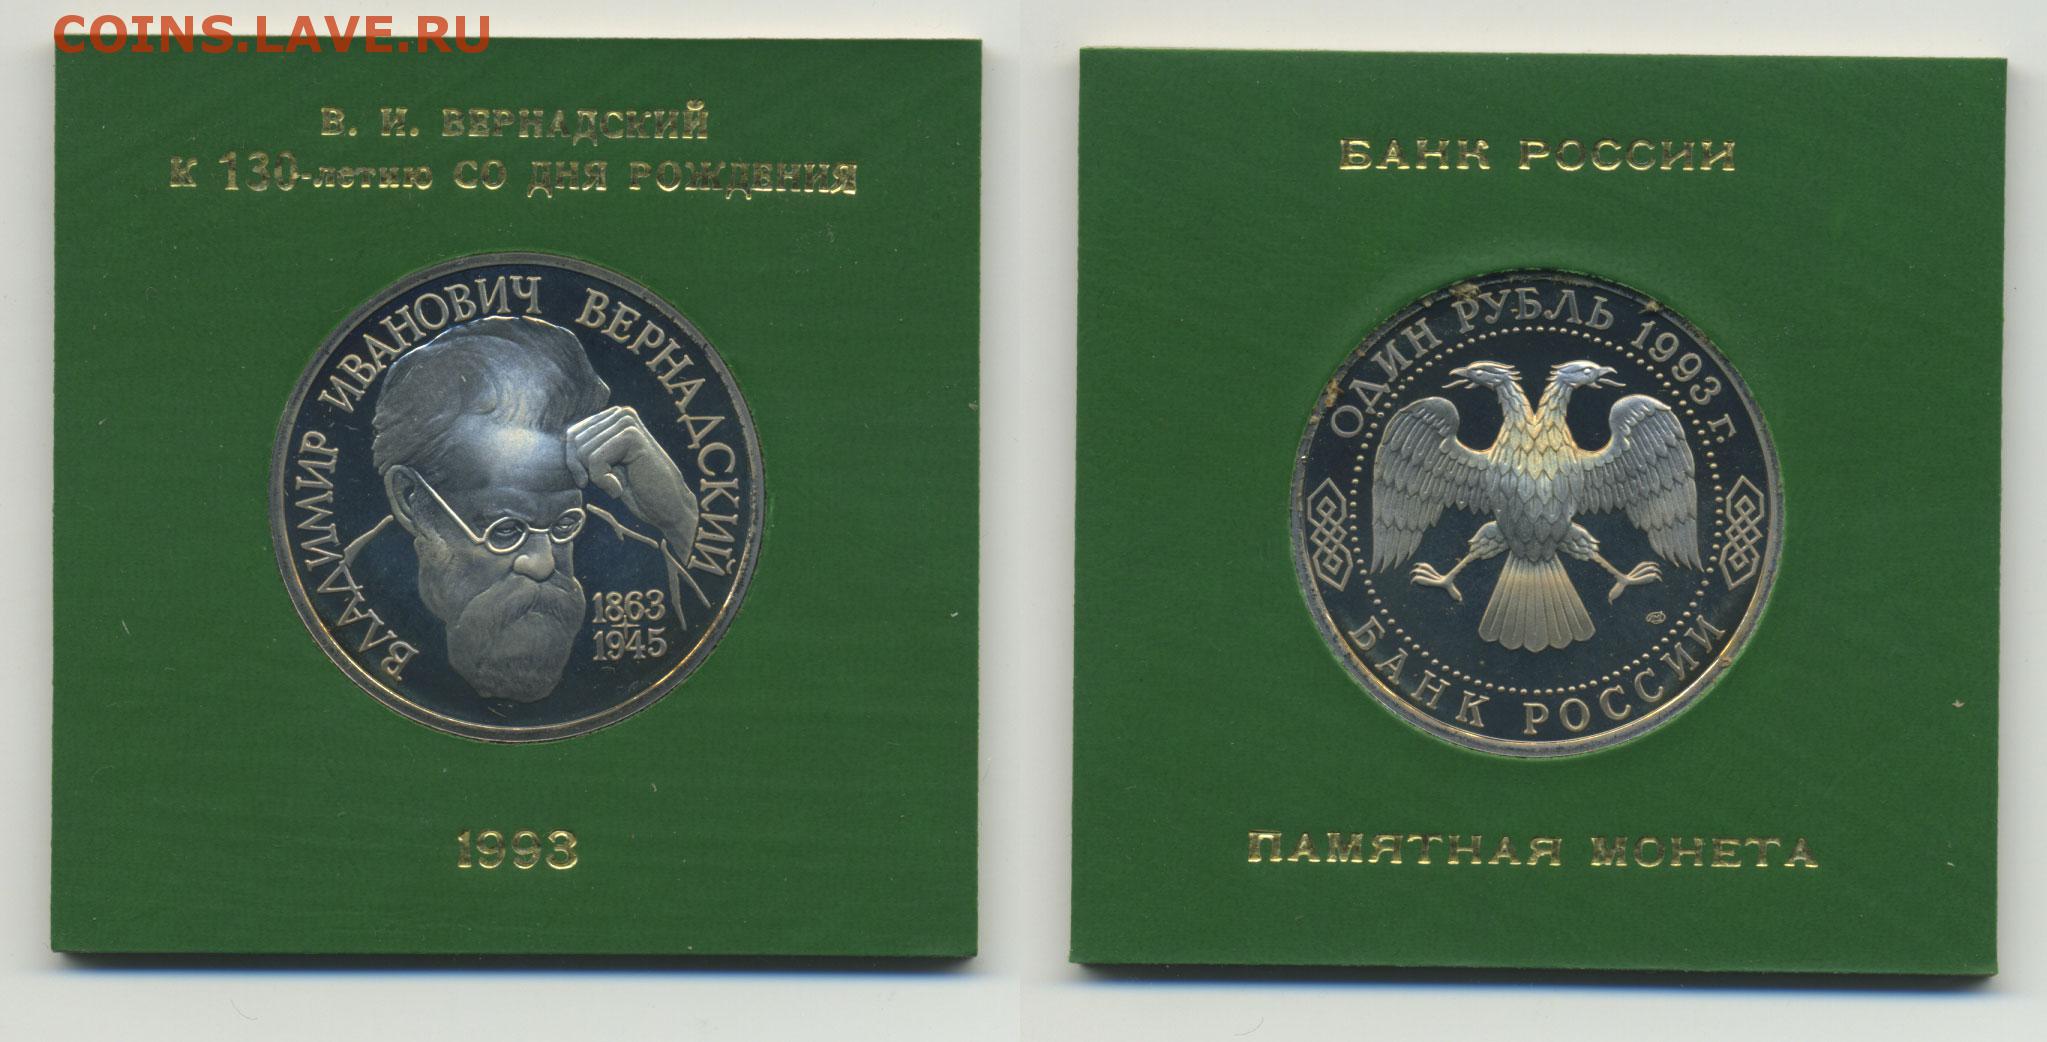 COINS.LAVE.RU
В. И. ВЕРНАДСКИЙ
К 130-летию СО ДНЯ РОЖДЕНИЯ
ВЛАДИМИР ИВАНОВИЧ ВЕРНАДСКИЙ
1863
1945
1993
БАНК РОССИИ
ОДИН РУБЛЬ 1993 г.
БАНК РОССИИ
ПАМЯТНАЯ МОНЕТА